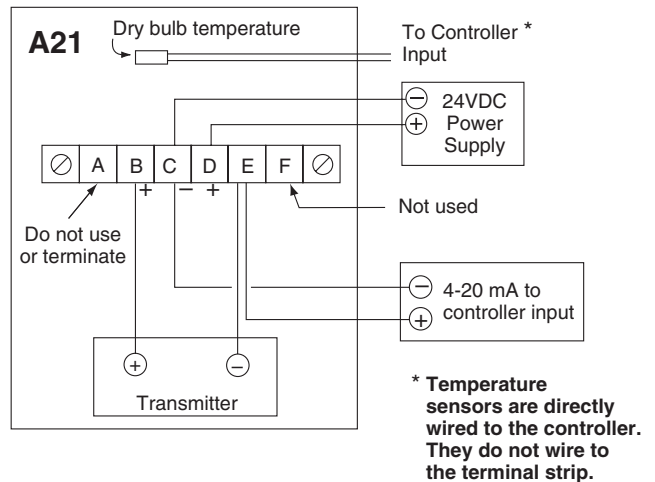 A21
Dry bulb temperature
To Controller *
Input
− 24VDC
+ Power
Supply
A B C D E F
+ − +
Do not use
or terminate
Not used
− 4-20 mA to
+ controller input
+ −
Transmitter
* Temperature
sensors are directly
wired to the controller.
They do not wire to
the terminal strip.